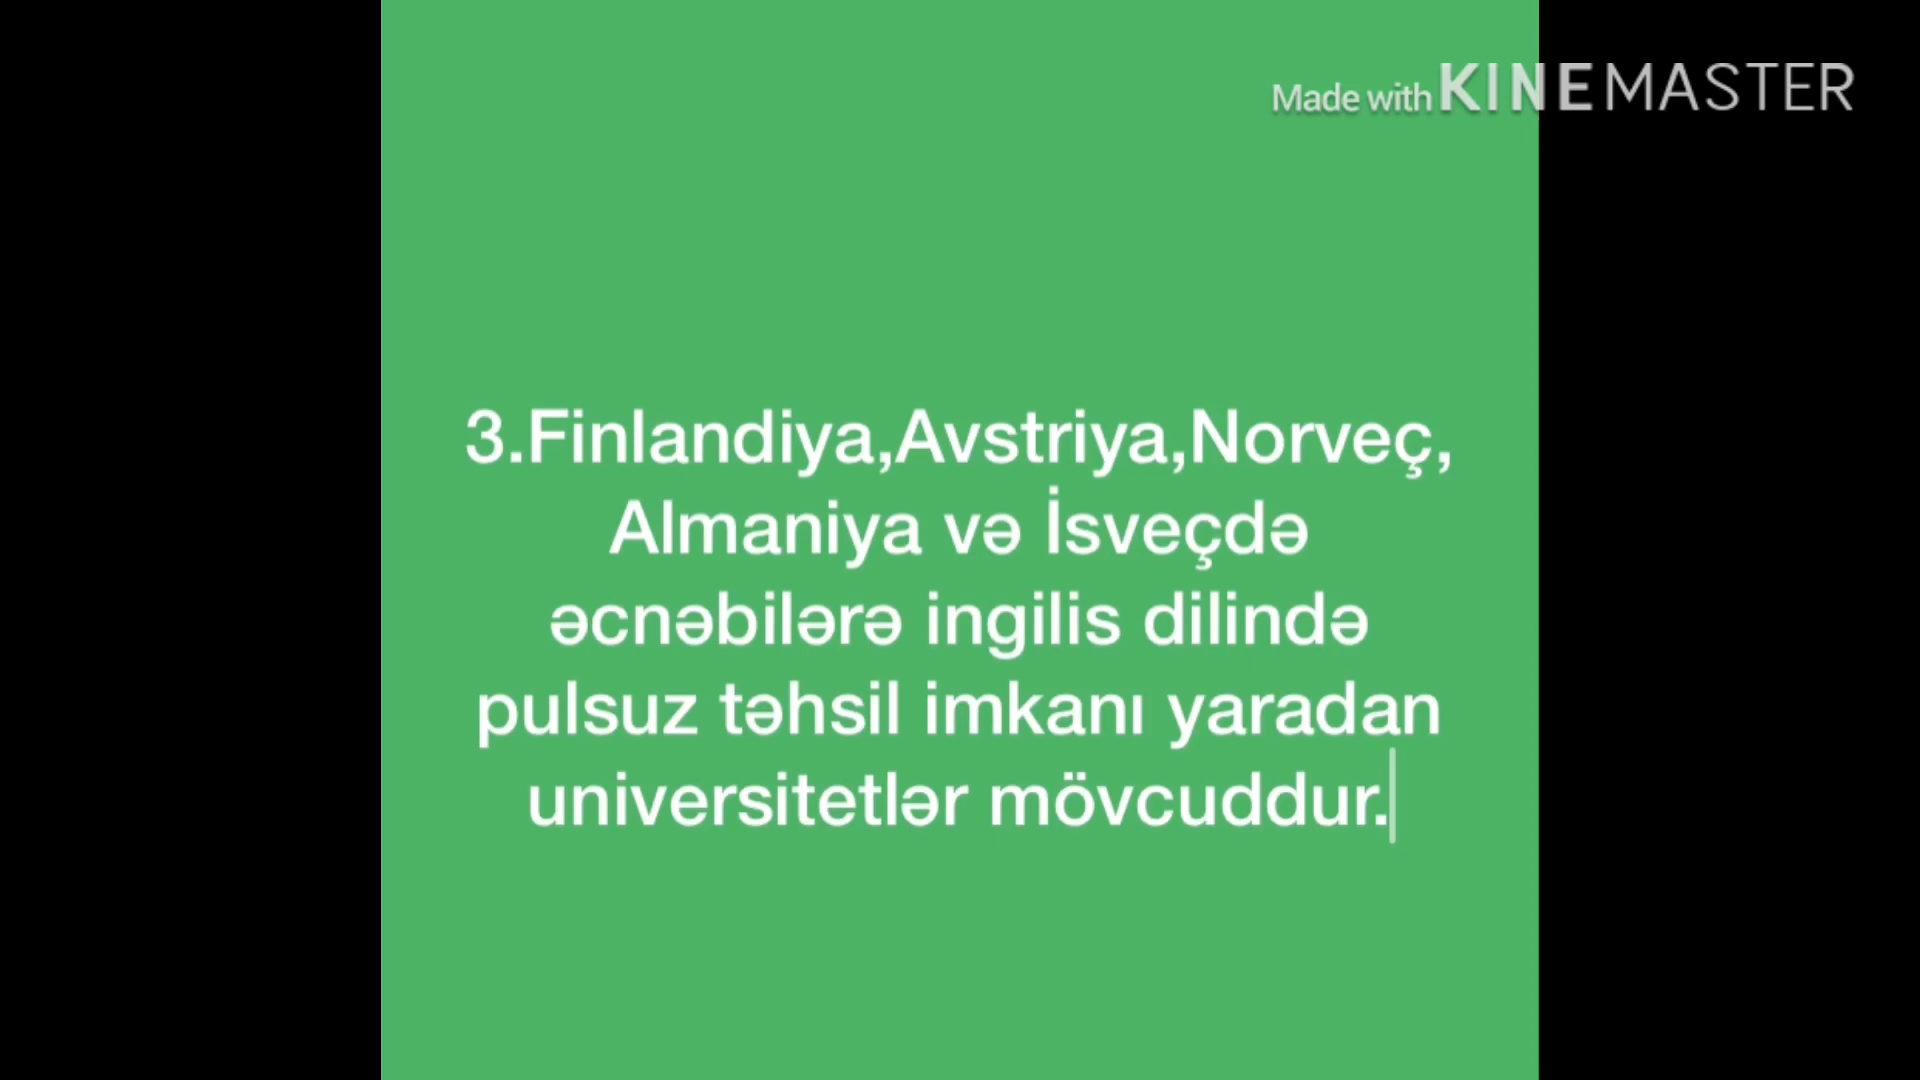 Made with KINEMASTER
3.Finlandiya,Avstriya,Norveç,
Almaniya və İsveçdə
əcnəbilərə ingilis dilində
pulsuz təhsil imkanı yaradan
universitetlər mövcuddur.